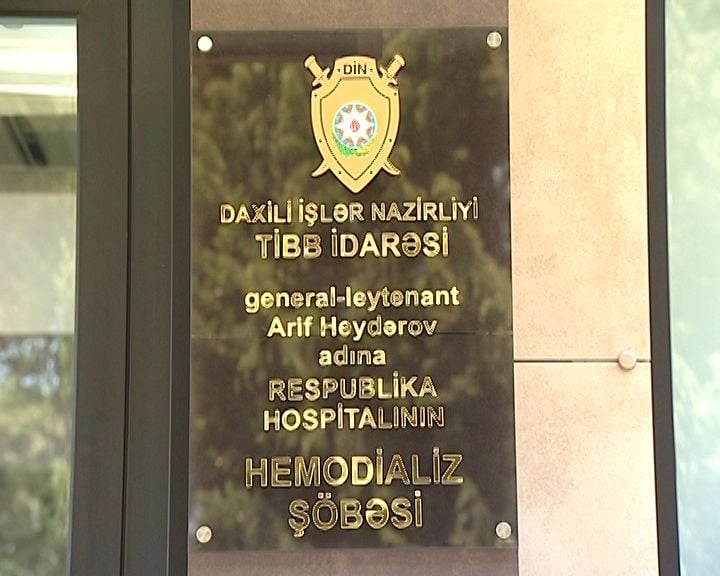 DİN
DAXİLİ İŞLƏR NAZİRLİYİ
TİBB İDARƏSİ
general-leytenant
Arif Heydərov
adına
RESPUBLİKA
HOSPİTALININ
HEMODİALİZ
ŞÖBƏSİ